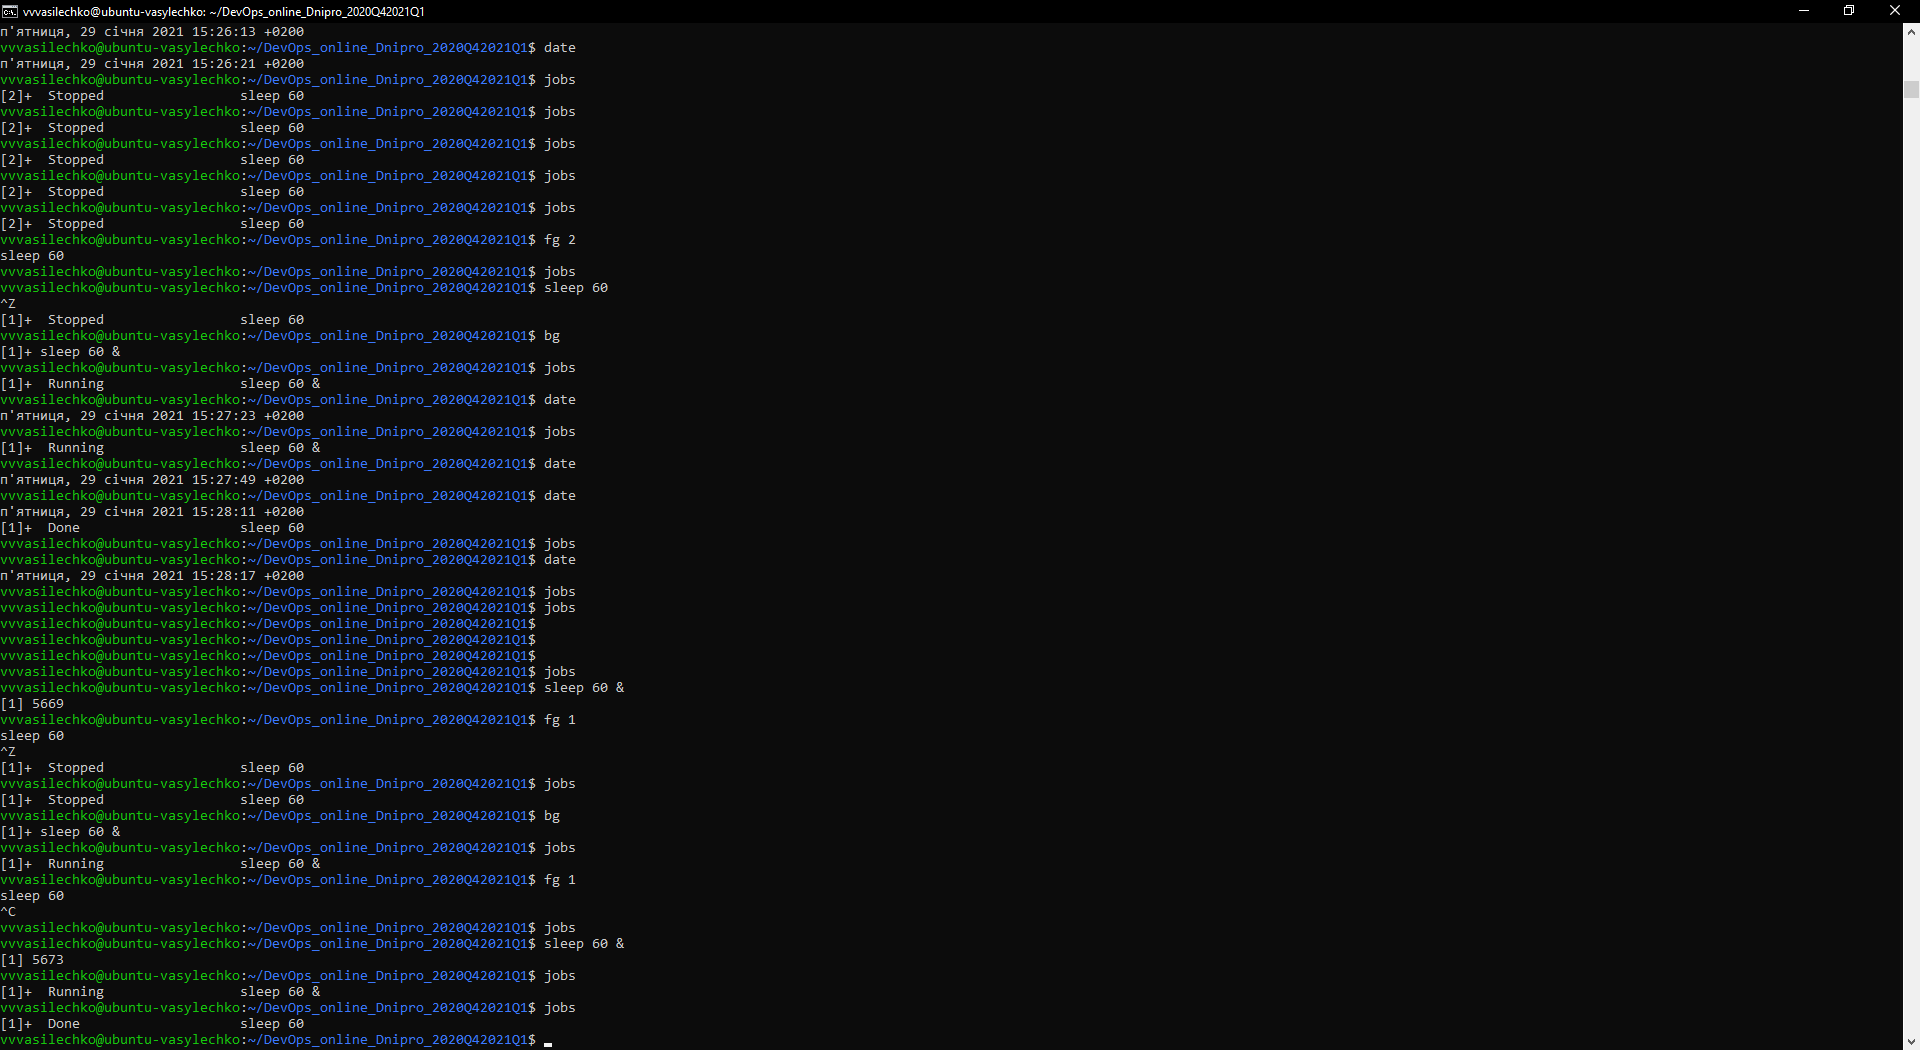 vvvasilechko@ubuntu-vasylechko: ~/DevOps_online_Dnipro_2020Q42021Q1
п'ятниця, 29 січня 2021 15:26:13 +0200
vvvasilechko@ubuntu-vasylechko:~/DevOps_online_Dnipro_2020Q42021Q1$ date
п'ятниця, 29 січня 2021 15:26:21 +0200
vvvasilechko@ubuntu-vasylechko:~/DevOps_online_Dnipro_2020Q42021Q1$ jobs
[2]+  Stopped                 sleep 60
vvvasilechko@ubuntu-vasylechko:~/DevOps_online_Dnipro_2020Q42021Q1$ jobs
[2]+  Stopped                 sleep 60
vvvasilechko@ubuntu-vasylechko:~/DevOps_online_Dnipro_2020Q42021Q1$ jobs
[2]+  Stopped                 sleep 60
vvvasilechko@ubuntu-vasylechko:~/DevOps_online_Dnipro_2020Q42021Q1$ jobs
[2]+  Stopped                 sleep 60
vvvasilechko@ubuntu-vasylechko:~/DevOps_online_Dnipro_2020Q42021Q1$ jobs
[2]+  Stopped                 sleep 60
vvvasilechko@ubuntu-vasylechko:~/DevOps_online_Dnipro_2020Q42021Q1$ fg 2
sleep 60
vvvasilechko@ubuntu-vasylechko:~/DevOps_online_Dnipro_2020Q42021Q1$ jobs
vvvasilechko@ubuntu-vasylechko:~/DevOps_online_Dnipro_2020Q42021Q1$ sleep 60
^Z
[1]+  Stopped                 sleep 60
vvvasilechko@ubuntu-vasylechko:~/DevOps_online_Dnipro_2020Q42021Q1$ bg
[1]+ sleep 60 &
vvvasilechko@ubuntu-vasylechko:~/DevOps_online_Dnipro_2020Q42021Q1$ jobs
[1]+  Running                 sleep 60 &
vvvasilechko@ubuntu-vasylechko:~/DevOps_online_Dnipro_2020Q42021Q1$ date
п'ятниця, 29 січня 2021 15:27:23 +0200
vvvasilechko@ubuntu-vasylechko:~/DevOps_online_Dnipro_2020Q42021Q1$ jobs
[1]+  Running                 sleep 60 &
vvvasilechko@ubuntu-vasylechko:~/DevOps_online_Dnipro_2020Q42021Q1$ date
п'ятниця, 29 січня 2021 15:27:49 +0200
vvvasilechko@ubuntu-vasylechko:~/DevOps_online_Dnipro_2020Q42021Q1$ date
п'ятниця, 29 січня 2021 15:28:11 +0200
[1]+  Done                    sleep 60
vvvasilechko@ubuntu-vasylechko:~/DevOps_online_Dnipro_2020Q42021Q1$ jobs
vvvasilechko@ubuntu-vasylechko:~/DevOps_online_Dnipro_2020Q42021Q1$ date
п'ятниця, 29 січня 2021 15:28:17 +0200
vvvasilechko@ubuntu-vasylechko:~/DevOps_online_Dnipro_2020Q42021Q1$ jobs
vvvasilechko@ubuntu-vasylechko:~/DevOps_online_Dnipro_2020Q42021Q1$ jobs
vvvasilechko@ubuntu-vasylechko:~/DevOps_online_Dnipro_2020Q42021Q1$
vvvasilechko@ubuntu-vasylechko:~/DevOps_online_Dnipro_2020Q42021Q1$
vvvasilechko@ubuntu-vasylechko:~/DevOps_online_Dnipro_2020Q42021Q1$
vvvasilechko@ubuntu-vasylechko:~/DevOps_online_Dnipro_2020Q42021Q1$ jobs
vvvasilechko@ubuntu-vasylechko:~/DevOps_online_Dnipro_2020Q42021Q1$ sleep 60 &
[1] 5669
vvvasilechko@ubuntu-vasylechko:~/DevOps_online_Dnipro_2020Q42021Q1$ fg 1
sleep 60
^Z
[1]+  Stopped                 sleep 60
vvvasilechko@ubuntu-vasylechko:~/DevOps_online_Dnipro_2020Q42021Q1$ jobs
[1]+  Stopped                 sleep 60
vvvasilechko@ubuntu-vasylechko:~/DevOps_online_Dnipro_2020Q42021Q1$ bg
[1]+ sleep 60 &
vvvasilechko@ubuntu-vasylechko:~/DevOps_online_Dnipro_2020Q42021Q1$ jobs
[1]+  Running                 sleep 60 &
vvvasilechko@ubuntu-vasylechko:~/DevOps_online_Dnipro_2020Q42021Q1$ fg 1
sleep 60
^C
vvvasilechko@ubuntu-vasylechko:~/DevOps_online_Dnipro_2020Q42021Q1$ jobs
vvvasilechko@ubuntu-vasylechko:~/DevOps_online_Dnipro_2020Q42021Q1$ sleep 60 &
[1] 5673
vvvasilechko@ubuntu-vasylechko:~/DevOps_online_Dnipro_2020Q42021Q1$ jobs
[1]+  Running                 sleep 60 &
vvvasilechko@ubuntu-vasylechko:~/DevOps_online_Dnipro_2020Q42021Q1$ jobs
[1]+  Done                    sleep 60
vvvasilechko@ubuntu-vasylechko:~/DevOps_online_Dnipro_2020Q42021Q1$